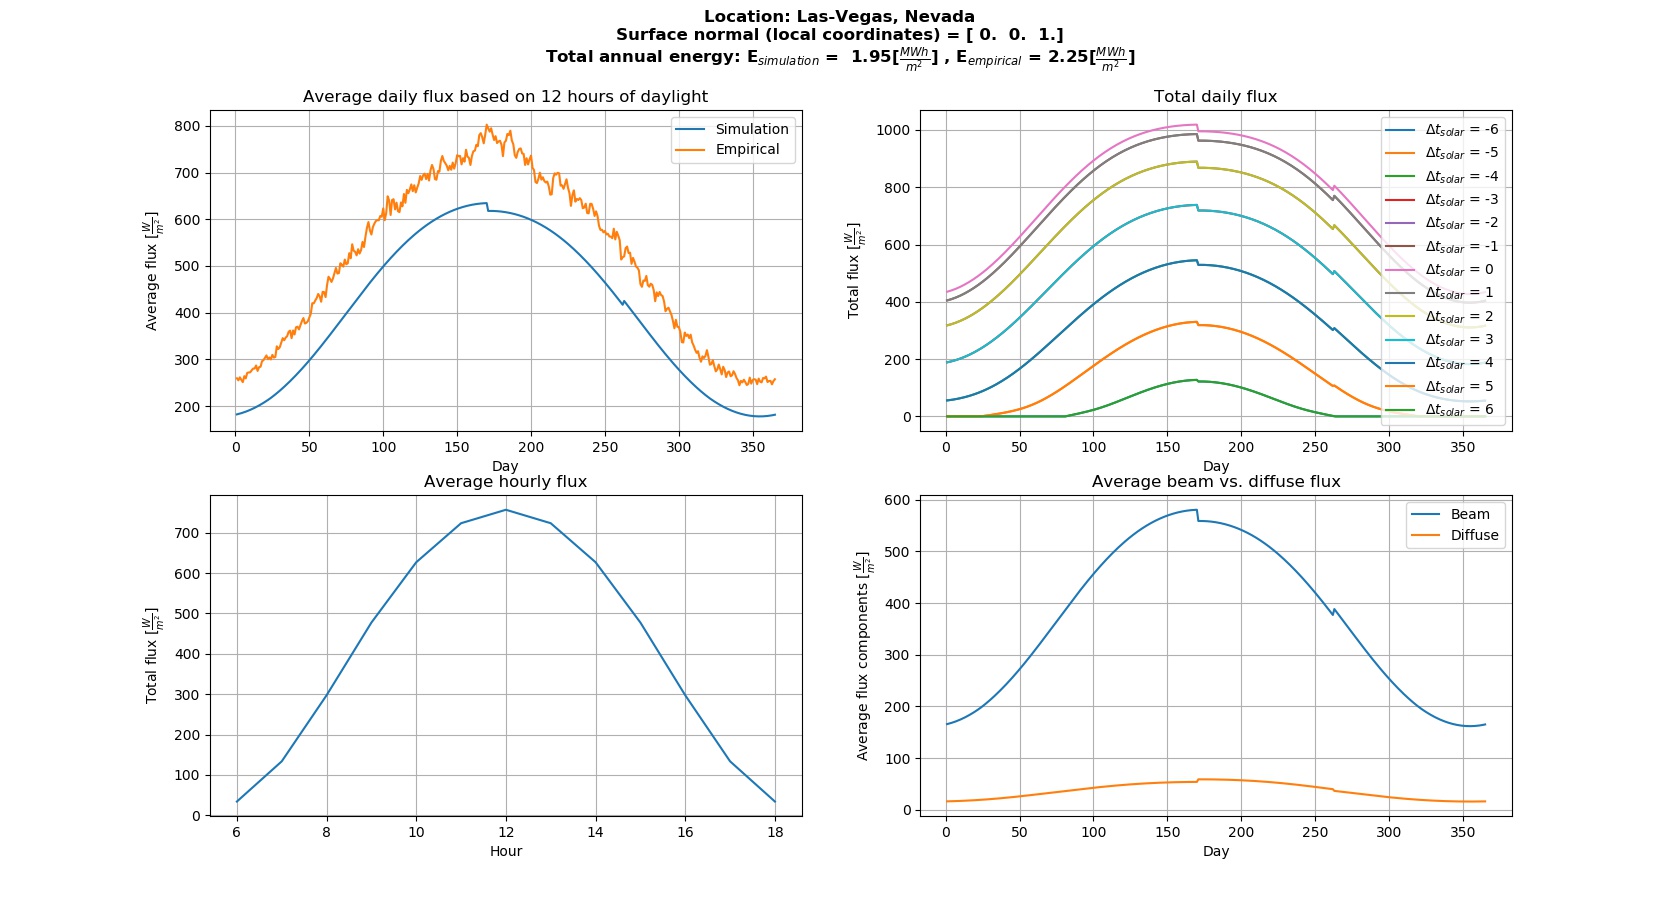 Location: Las-Vegas, Nevada
Surface normal (local coordinates) = [ 0.  0.  1.]
Total annual energy: E_simulation =  1.95[MWh/m²] , E_empirical = 2.25[MWh/m²]
Average daily flux based on 12 hours of daylight
Average flux [W/m²]
800
700
600
500
400
300
200
Simulation
Empirical
0 50 100 150 200 250 300 350
Day
Total daily flux
Total flux [W/m²]
1000
800
600
400
200
0
Δt_solar = -6
Δt_solar = -5
Δt_solar = -4
Δt_solar = -3
Δt_solar = -2
Δt_solar = -1
Δt_solar = 0
Δt_solar = 1
Δt_solar = 2
Δt_solar = 3
Δt_solar = 4
Δt_solar = 5
Δt_solar = 6
0 50 100 150 200 250 300 350
Day
Average hourly flux
Total flux [W/m²]
700
600
500
400
300
200
100
0
6 8 10 12 14 16 18
Hour
Average beam vs. diffuse flux
Average flux components [W/m²]
600
500
400
300
200
100
0
Beam
Diffuse
0 50 100 150 200 250 300 350
Day